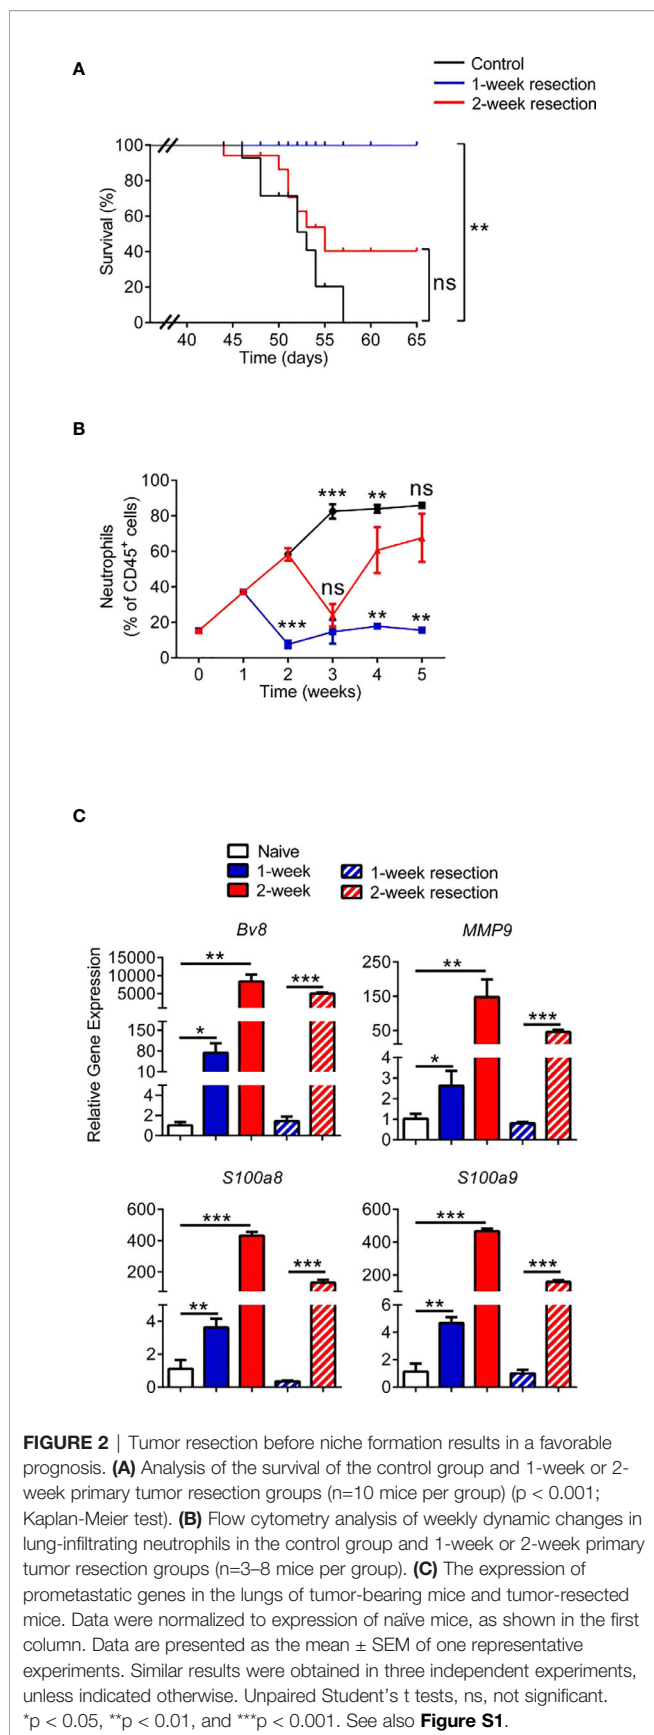 A
Control
1-week resection
2-week resection
Survival (%)
100
80
60
40
20
0
**
ns
40 45 50 55 60 65
Time (days)
B
Neutrophils
(% of CD45⁺ cells)
100
80
60
40
20
0
*** ** ns
ns
*** ** **
0 1 2 3 4 5
Time (weeks)
C
Naive
1-week
2-week
1-week resection
2-week resection
Relative Gene Expression
Bv8
15000
10000
5000
150
80
10
4
2
0
**
***
*
MMP9
250
150
50
4
3
2
1
0
**
***
*
S100a8
600
400
200
4
2
0
***
***
**
S100a9
600
400
200
6
4
2
0
***
***
**
FIGURE 2 | Tumor resection before niche formation results in a favorable
prognosis. (A) Analysis of the survival of the control group and 1-week or 2-
week primary tumor resection groups (n=10 mice per group) (p < 0.001;
Kaplan-Meier test). (B) Flow cytometry analysis of weekly dynamic changes in
lung-infiltrating neutrophils in the control group and 1-week or 2-week primary
tumor resection groups (n=3–8 mice per group). (C) The expression of
prometastatic genes in the lungs of tumor-bearing mice and tumor-resected
mice. Data were normalized to expression of naïve mice, as shown in the first
column. Data are presented as the mean ± SEM of one representative
experiments. Similar results were obtained in three independent experiments,
unless indicated otherwise. Unpaired Student's t tests, ns, not significant.
*p < 0.05, **p < 0.01, and ***p < 0.001. See also Figure S1.